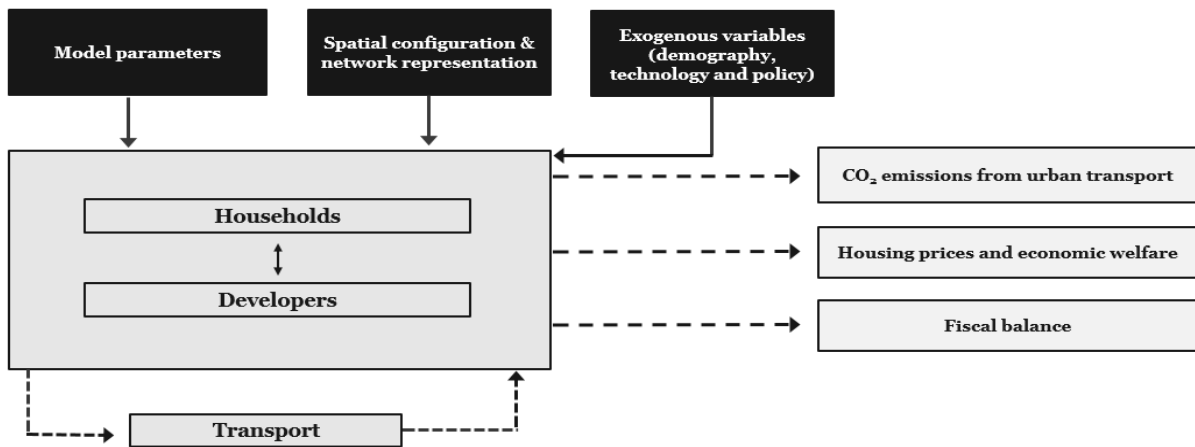 Model parameters
Spatial configuration &
network representation
Exogenous variables
(demography,
technology and policy)
Households
Developers
Transport
CO₂ emissions from urban transport
Housing prices and economic welfare
Fiscal balance